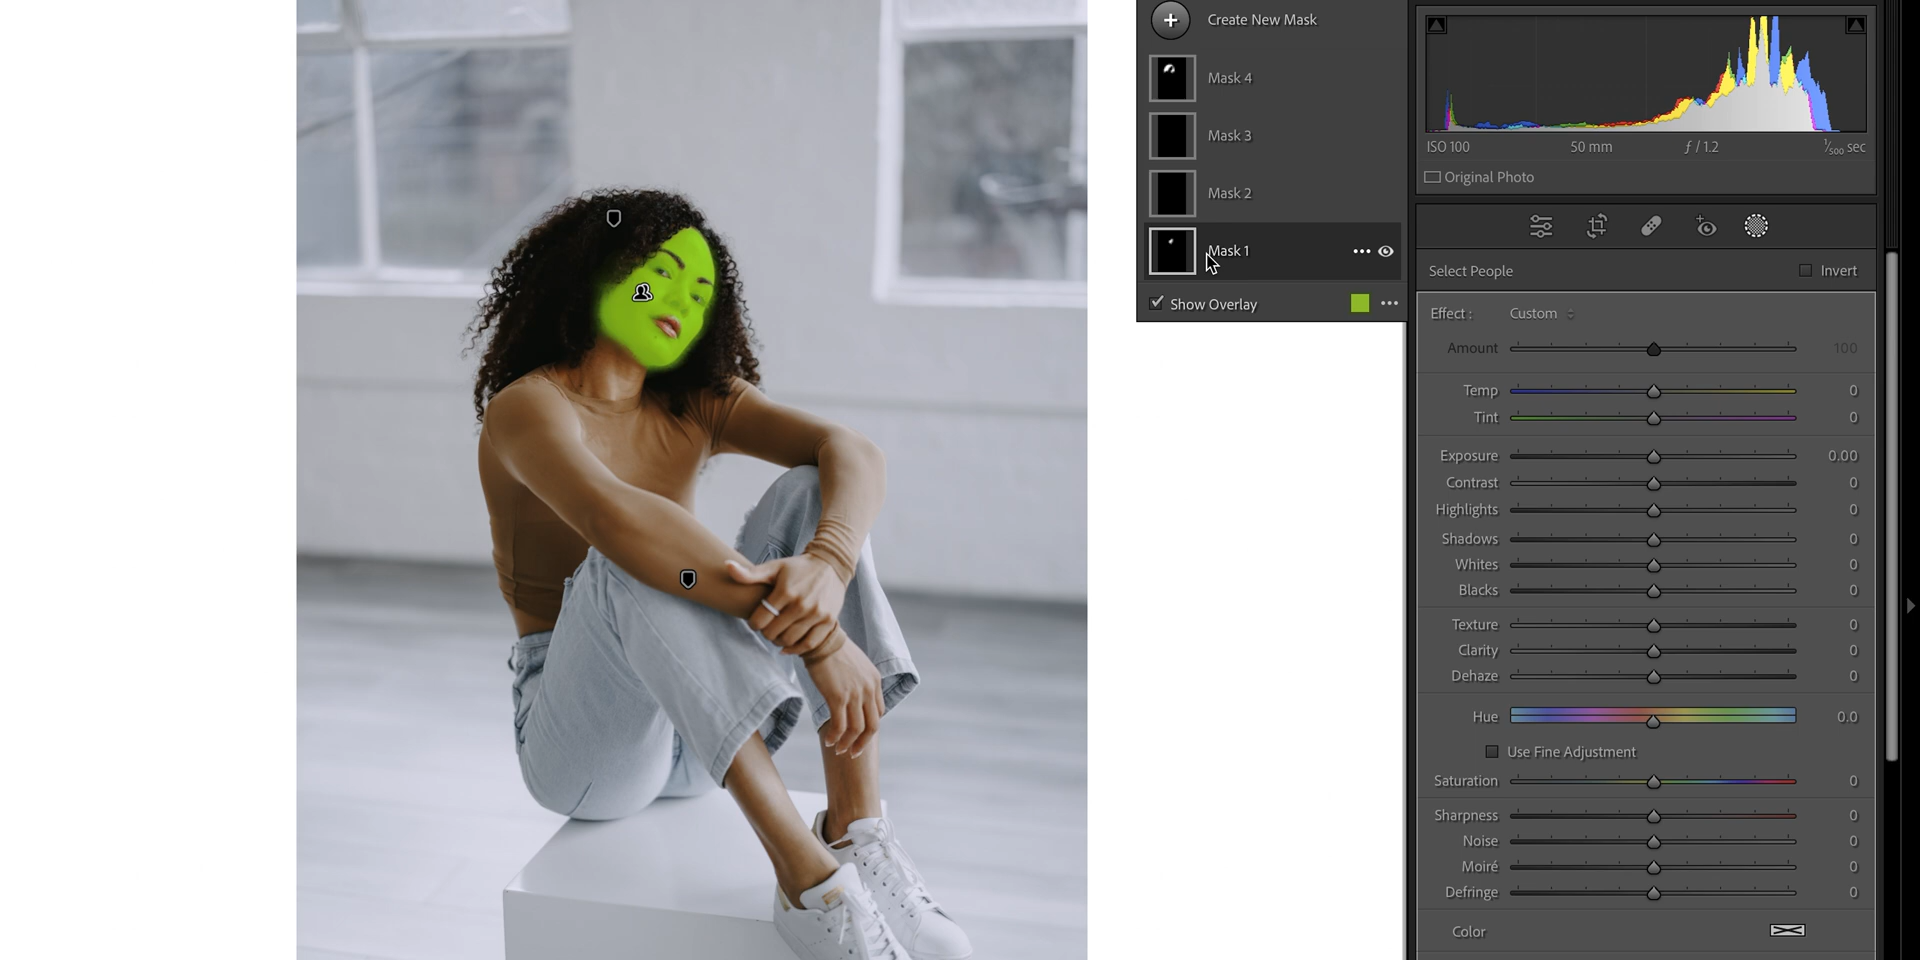 Create New Mask
Mask 4
Mask 3
Mask 2
Mask 1
Show Overlay
ISO 100 50 mm ƒ / 1.2 1/500 sec
Original Photo
Select People Invert
Effect : Custom
Amount 100
Temp 0
Tint 0
Exposure 0.00
Contrast 0
Highlights 0
Shadows 0
Whites 0
Blacks 0
Texture 0
Clarity 0
Dehaze 0
Hue 0.0
Use Fine Adjustment
Saturation 0
Sharpness 0
Noise 0
Moiré 0
Defringe 0
Color